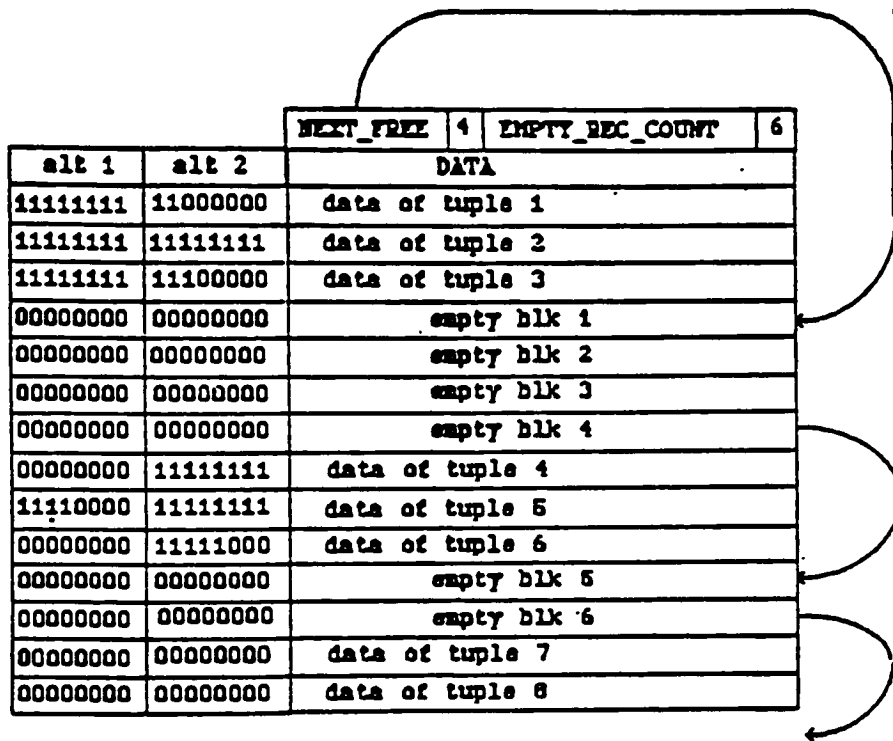 NEXT_FREE 4 EMPTY_REC_COUNT 6
alt 1 alt 2 DATA
11111111 11000000 data of tuple 1
11111111 11111111 data of tuple 2
11111111 11100000 data of tuple 3
00000000 00000000 empty blk 1
00000000 00000000 empty blk 2
00000000 00000000 empty blk 3
00000000 00000000 empty blk 4
00000000 11111111 data of tuple 4
11110000 11111111 data of tuple 5
00000000 11111000 data of tuple 6
00000000 00000000 empty blk 5
00000000 00000000 empty blk 6
00000000 00000000 data of tuple 7
00000000 00000000 data of tuple 8